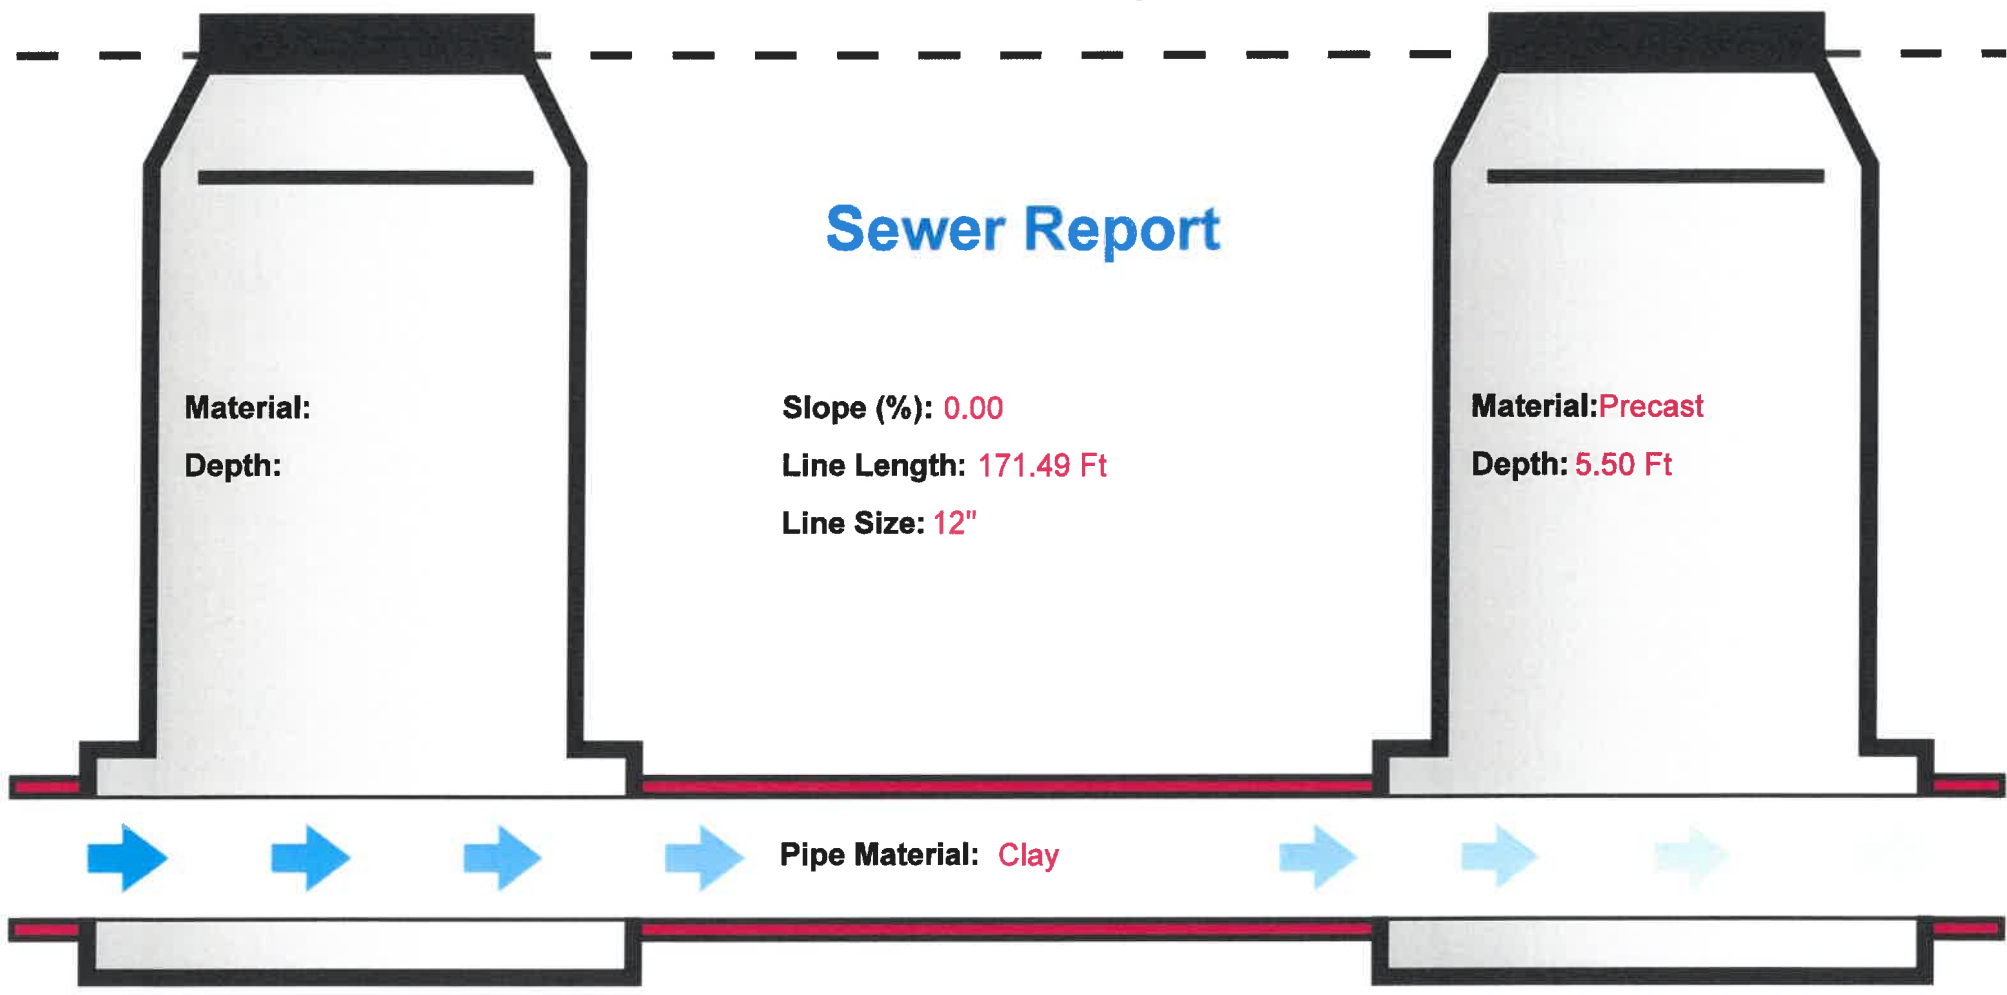 Sewer Report
Material:
Depth:
Slope (%): 0.00
Line Length: 171.49 Ft
Line Size: 12"
Material:Precast
Depth: 5.50 Ft
Pipe Material: Clay